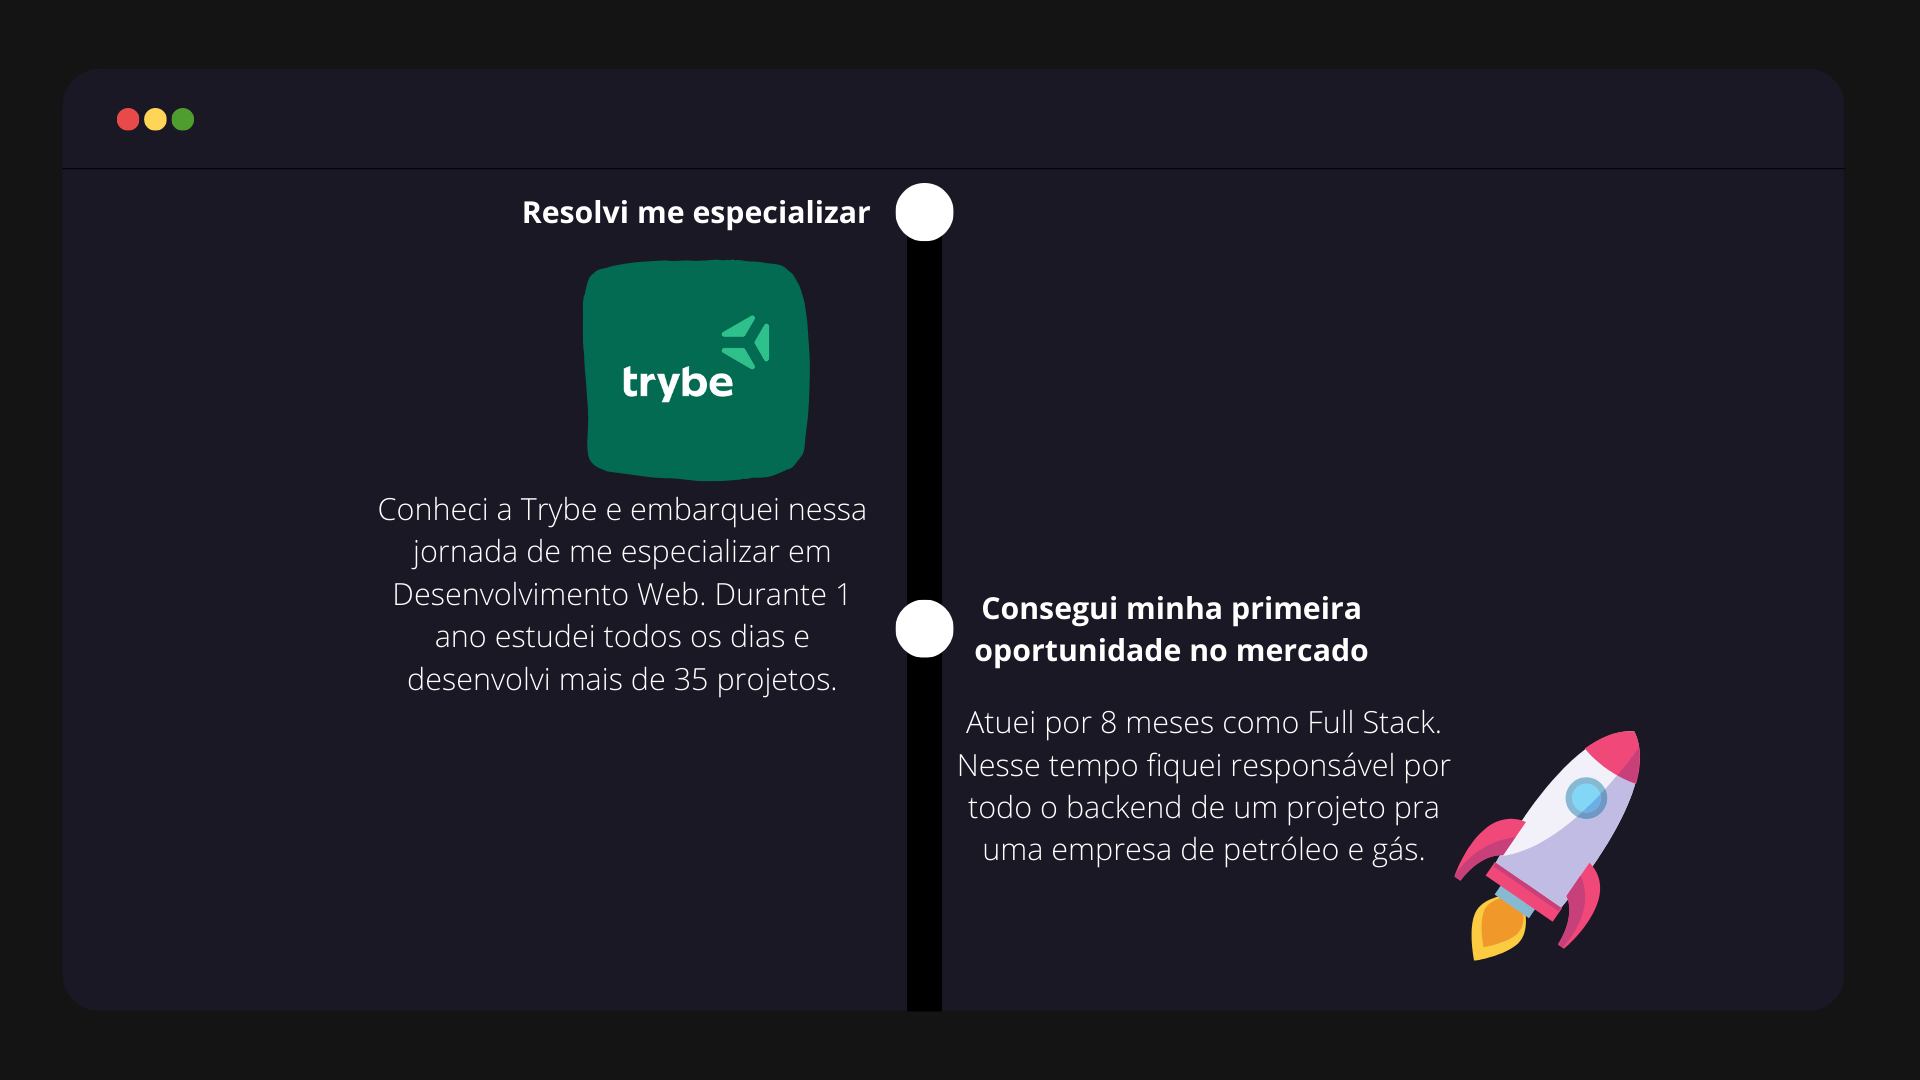 Resolvi me especializar
trybe
Conheci a Trybe e embarquei nessa
jornada de me especializar em
Desenvolvimento Web. Durante 1
ano estudei todos os dias e
desenvolvi mais de 35 projetos.
Consegui minha primeira
oportunidade no mercado
Atuei por 8 meses como Full Stack.
Nesse tempo fiquei responsável por
todo o backend de um projeto pra
uma empresa de petróleo e gás.